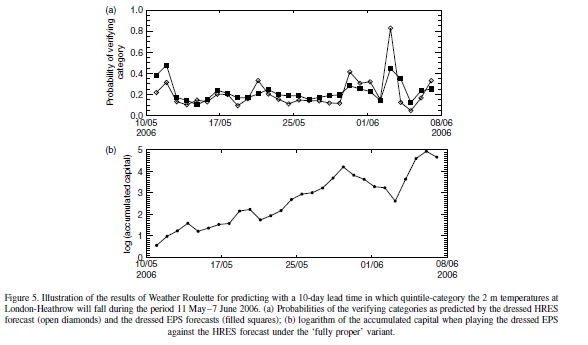 (a)
1.0
0.8
0.6
0.4
0.2
0.0
Probability of verifying
category
10/05 17/05 25/05 01/06 08/06
2006 2006
(b)
5
4
3
2
1
0
log (accumulated capital)
10/05 17/05 25/05 01/06 08/06
2006 2006
Figure 5. Illustration of the results of Weather Roulette for predicting with a 10-day lead time in which quintile-category the 2 m temperatures at
London-Heathrow will fall during the period 11 May–7 June 2006. (a) Probabilities of the verifying categories as predicted by the dressed HRES
forecast (open diamonds) and the dressed EPS forecasts (filled squares); (b) logarithm of the accumulated capital when playing the dressed EPS
against the HRES forecast under the ‘fully proper’ variant.